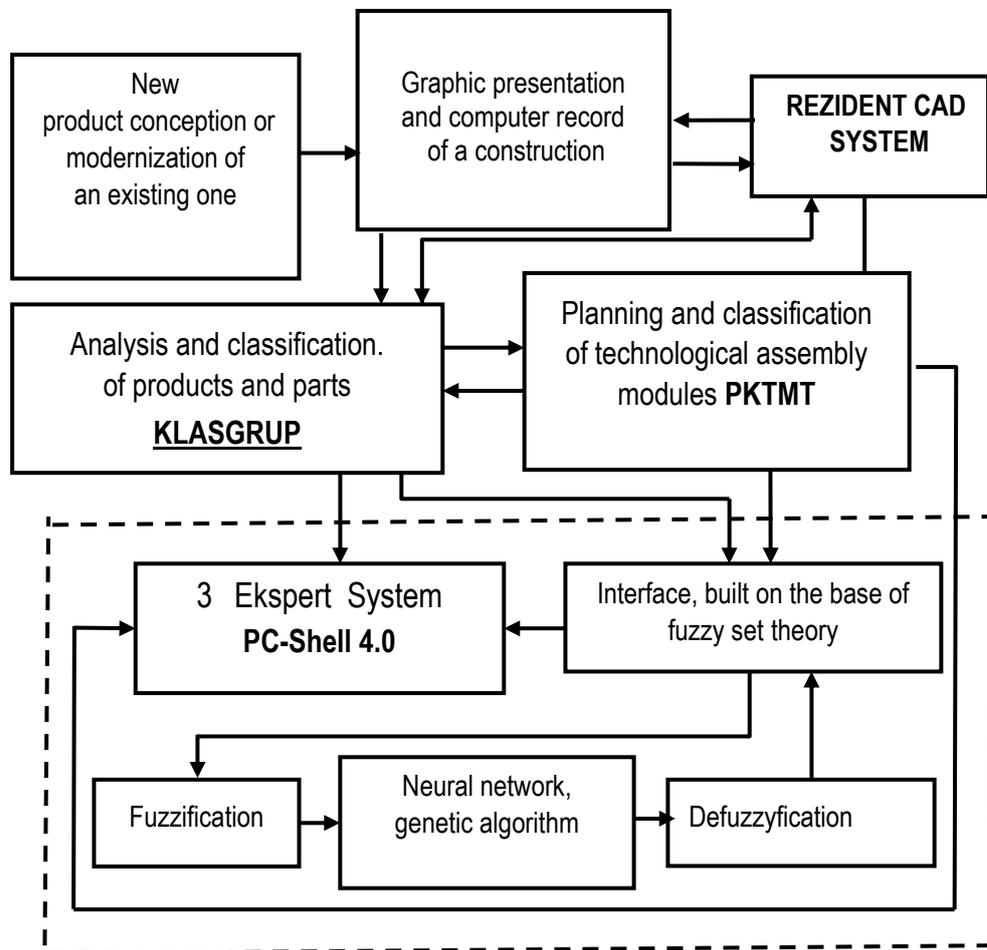 New
product conception or
modernization of
an existing one
Graphic presentation
and computer record
of a construction
REZIDENT CAD
SYSTEM
Analysis and classification.
of products and parts
KLASGRUP
Planning and classification
of technological assembly
modules PKTMT
3 Ekspert System
PC-Shell 4.0
Interface, built on the base of
fuzzy set theory
Fuzzification
Neural network,
genetic algorithm
Defuzzyfication